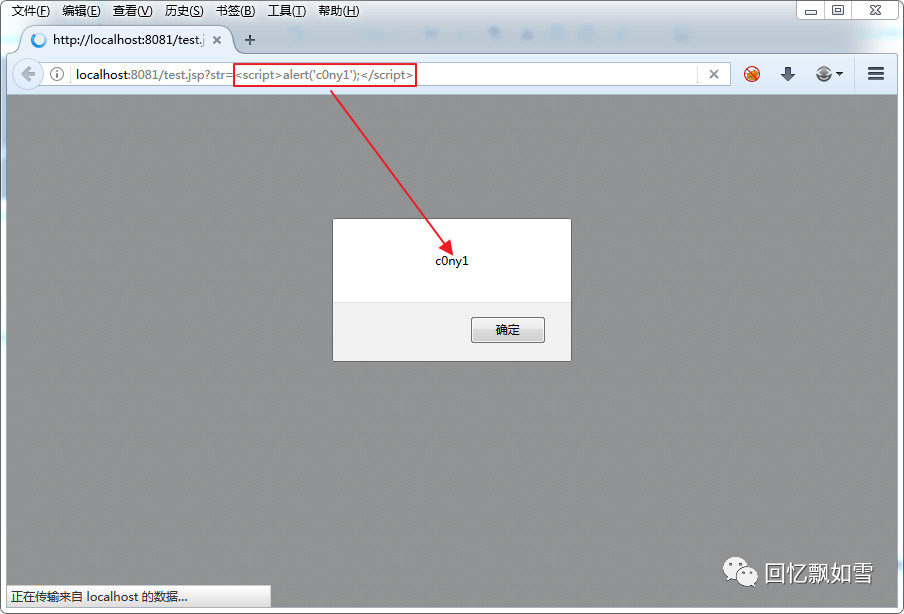 文件(F) 编辑(E) 查看(V) 历史(S) 书签(B) 工具(T) 帮助(H)
http://localhost:8081/test.j
localhost:8081/test.jsp?str=<script>alert('c0ny1');</script>
c0ny1
确定
回忆飘如雪
正在传输来自 localhost 的数据...